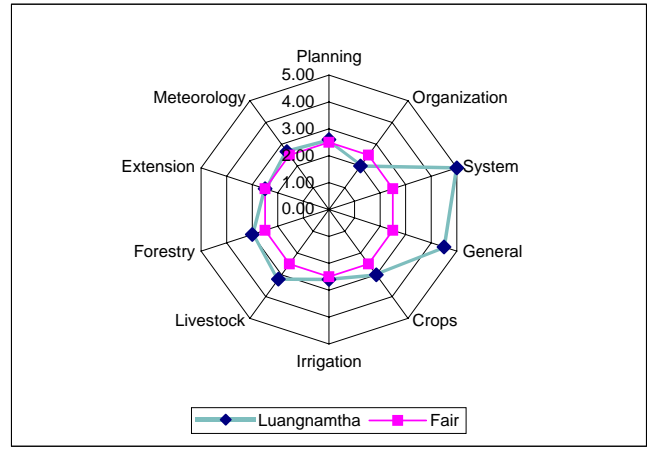 Planning
5.00
Meteorology
4.00
Organization
3.00
Extension
2.00
System
1.00
0.00
Forestry
General
Livestock
Crops
Irrigation
Luangnamtha Fair